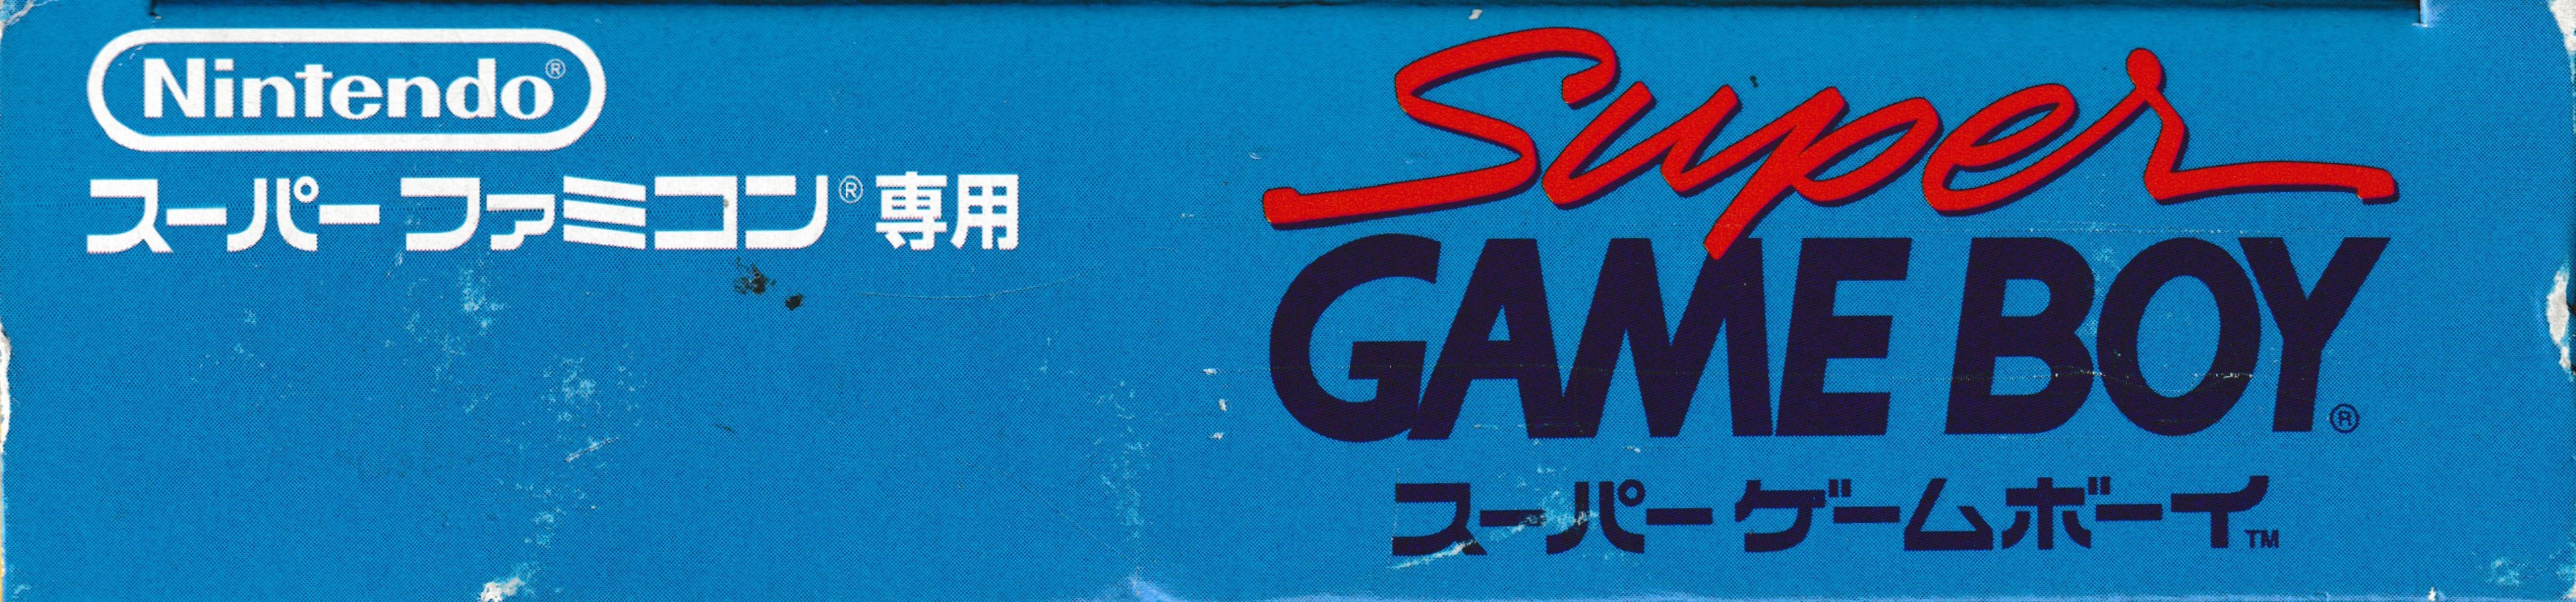 Nintendo®
スーパーファミコン® 専用
Super
GAME BOY®
スーパーゲームボーイ™